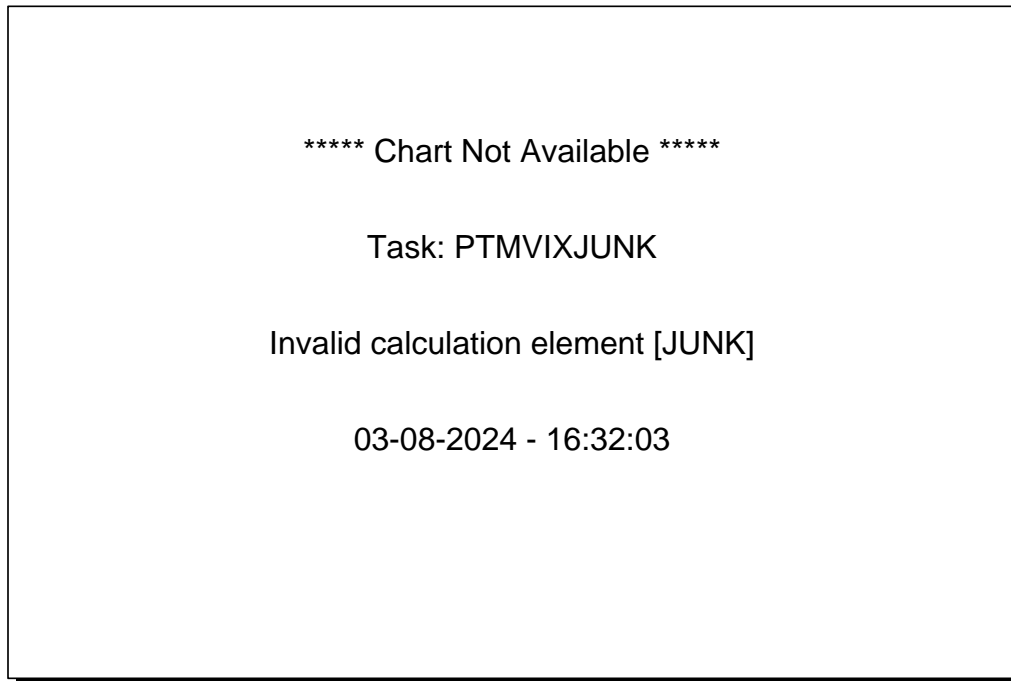 ***** Chart Not Available *****
Task: PTMVIXJUNK
Invalid calculation element [JUNK]
03-08-2024 - 16:32:03